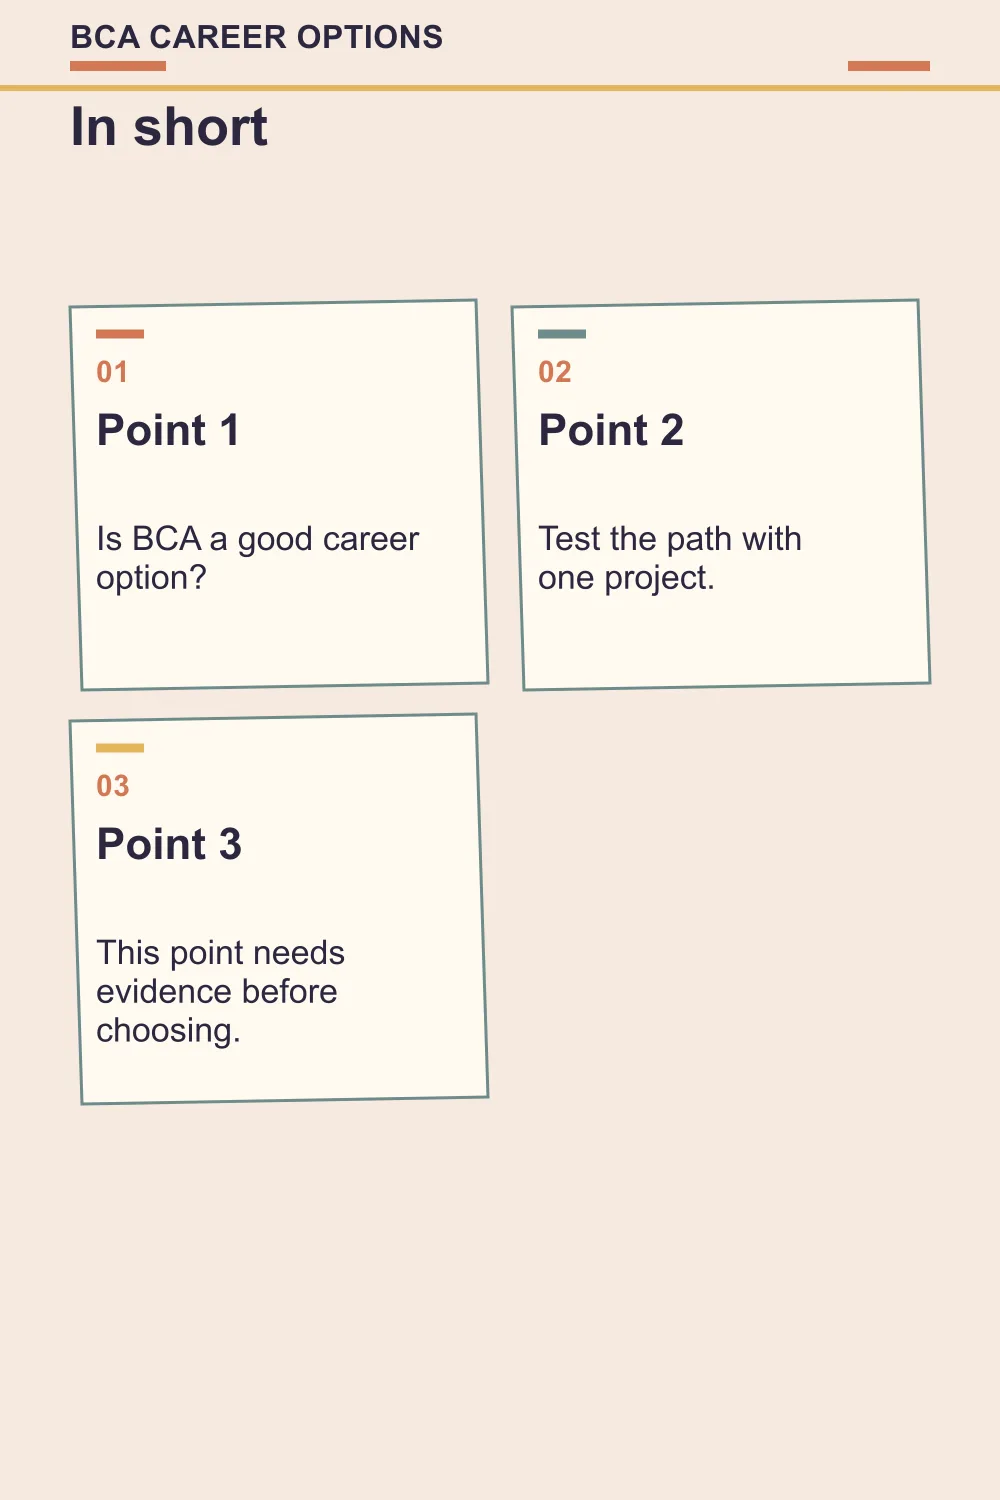 BCA CAREER OPTIONS
In short
01
Point 1
Is BCA a good career
option?
02
Point 2
Test the path with
one project.
03
Point 3
This point needs
evidence before
choosing.